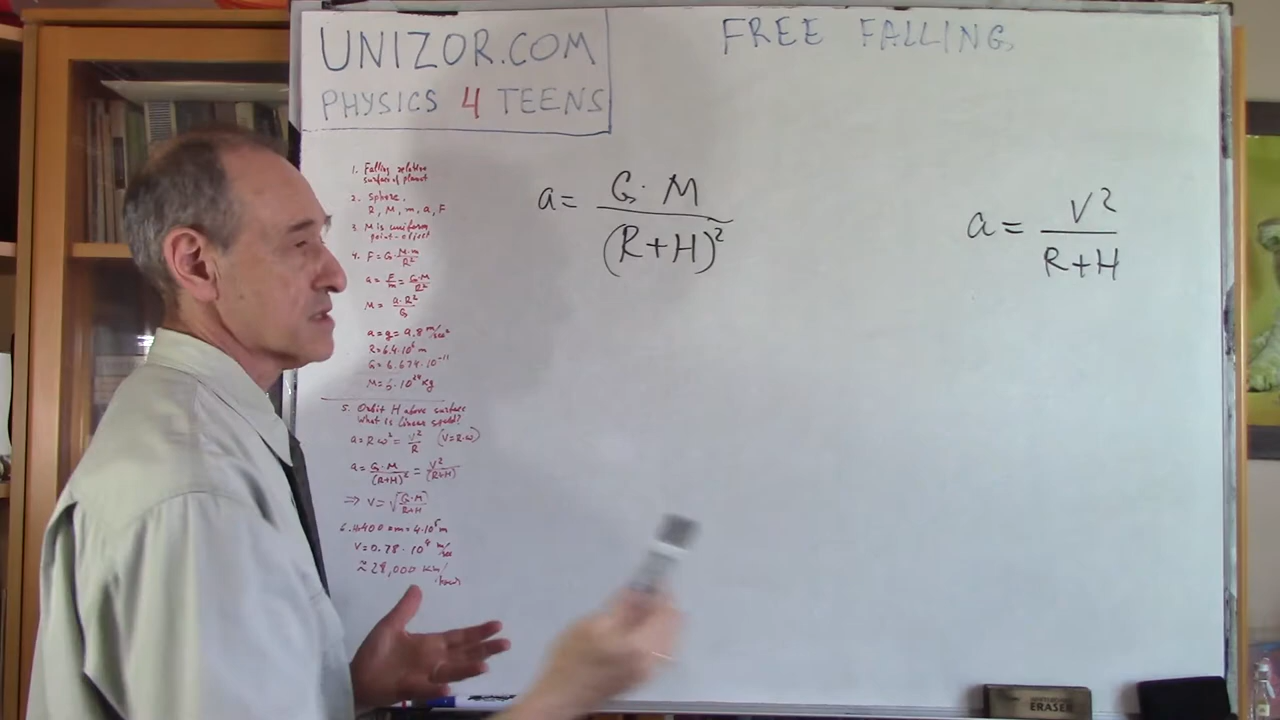 UNIZOR.COM
PHYSICS 4 TEENS
FREE FALLING
1. Falling relative
surface of planet
2. Sphere,
R, M, m, a, F
3. M is uniform
point-object
4. F = G· M·m/R²
a = F/m = G·M/R²
M = a·R²/G
a = g = 9.8 m/sec²
R = 6.4·10⁶ m
G = 6.674·10⁻¹¹
M = 6·10²⁴ kg
5. Orbit H above surface
What is linear speed?
a = Rω² = V²/R (V = R·ω)
a = G·M/(R+H)² = V²/(R+H)
⇒ V = √(G·M/(R+H))
6. H=400 km = 4·10⁵ m
V = 0.78·10⁴ m/sec
≈ 28,000 km/
hour
a = G·M/(R+H)²
a = V²/(R+H)
ERASER